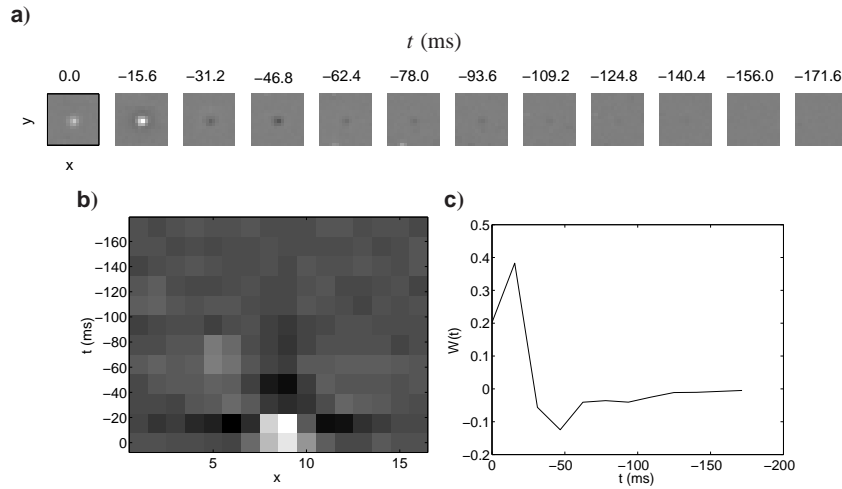 a)
t (ms)
0.0 −15.6 −31.2 −46.8 −62.4 −78.0 −93.6 −109.2 −124.8 −140.4 −156.0 −171.6
y
x
b)
−160
−140
−120
−100
−80
−60
−40
−20
0
t (ms)
5 10 15
x
c)
0.5
0.4
0.3
0.2
0.1
0
−0.1
−0.2
W(t)
0 −50 −100 −150 −200
t (ms)